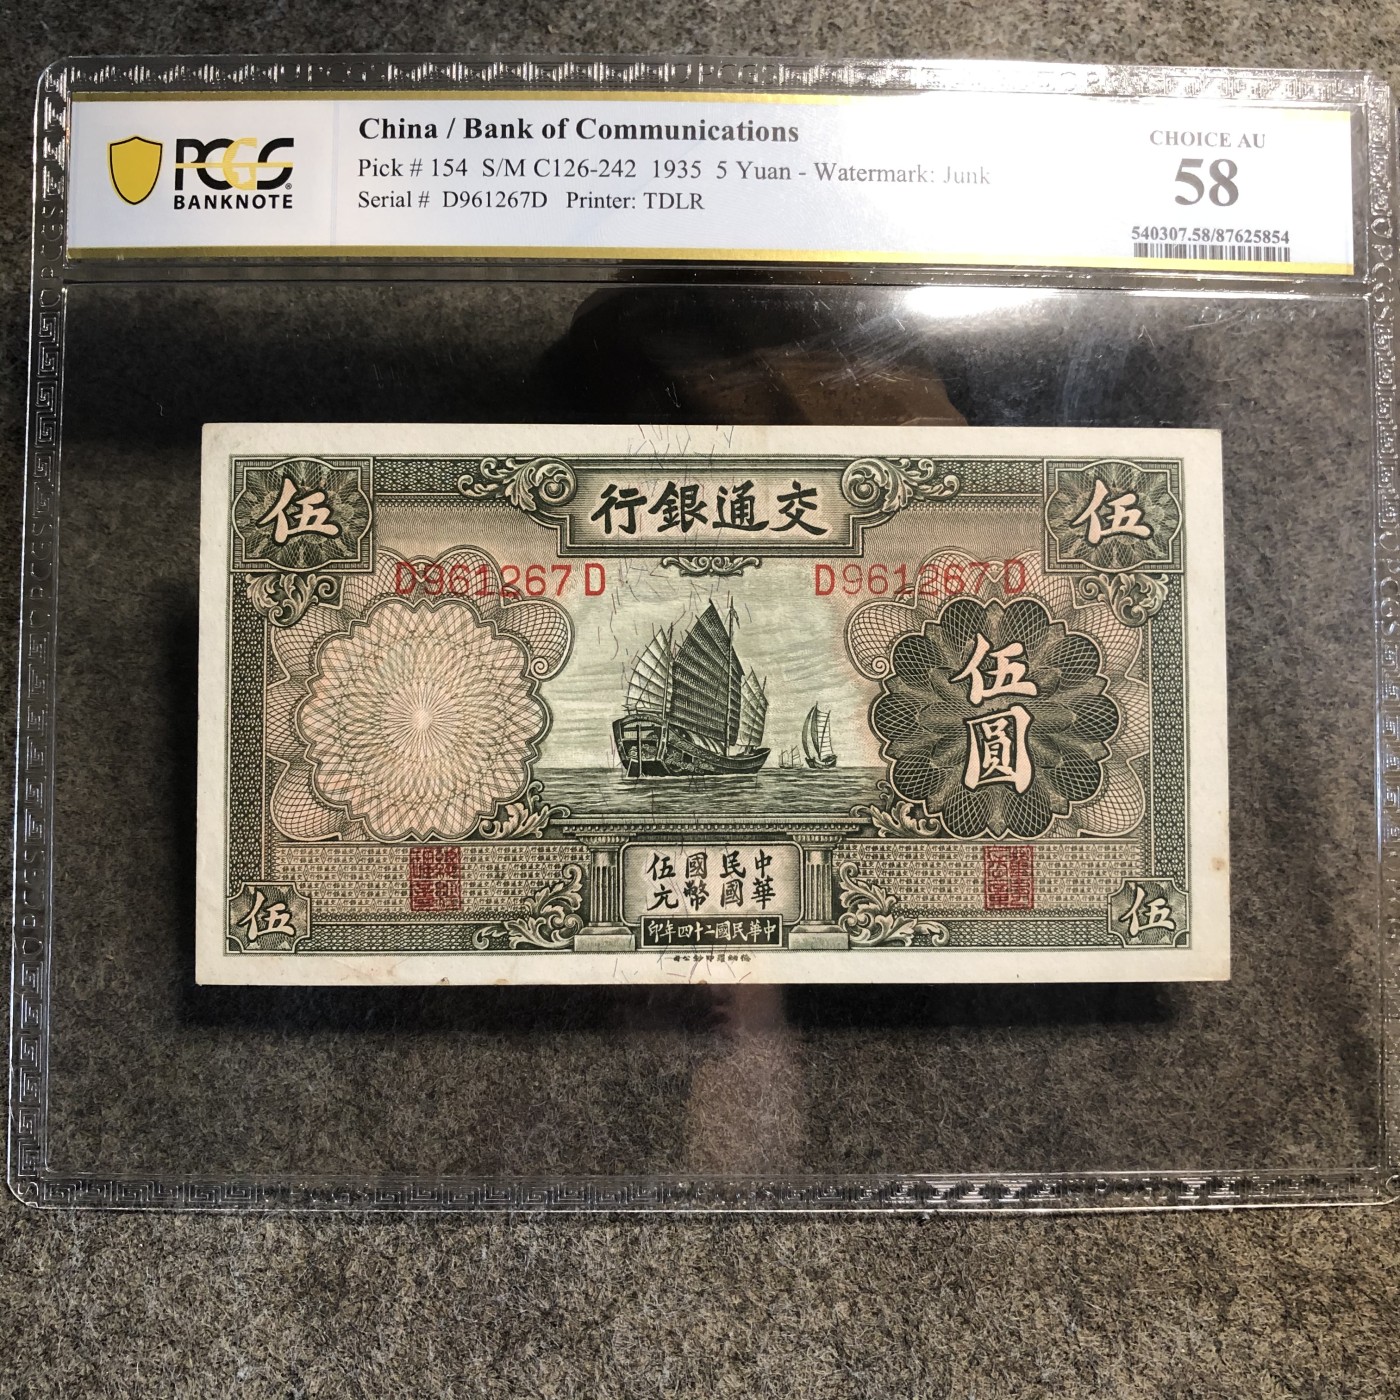 PCGS
BANKNOTE
China / Bank of Communications
Pick # 154 S/M C126-242 1935 5 Yuan - Watermark: Junk
Serial # D961267D Printer: TDLR
CHOICE AU
58
540307.58/87625854
伍
行銀通交
伍
D961267D
D961267D
伍圓
中華民國國幣伍元
伍
印年四十二國民華中
伍